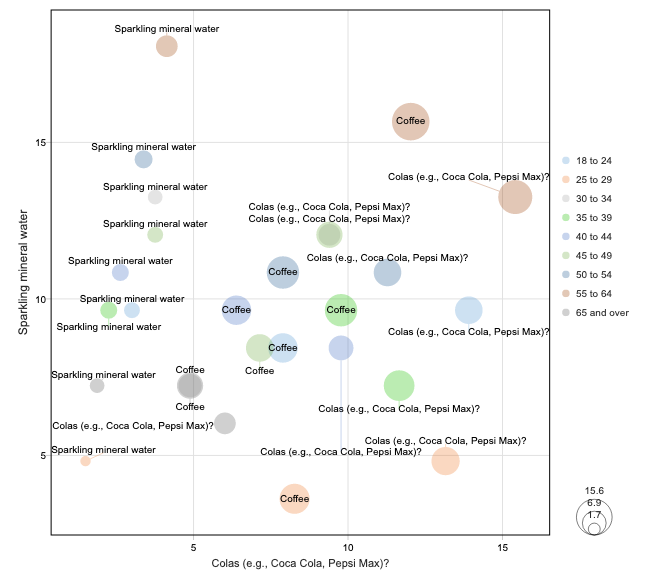 Sparkling mineral water
Coffee
15
Sparkling mineral water
18 to 24
Colas (e.g., Coca Cola, Pepsi Max)?
25 to 29
Sparkling mineral water
30 to 34
Colas (e.g., Coca Cola, Pepsi Max)?
Colas (e.g., Coca Cola, Pepsi Max)?
35 to 39
Sparkling mineral water
40 to 44
45 to 49
Colas (e.g., Coca Cola, Pepsi Max)?
Sparkling mineral water
Coffee
50 to 54
55 to 64
10
Sparkling mineral water
Coffee
Coffee
65 and over
Sparkling mineral water
Colas (e.g., Coca Cola, Pepsi Max)?
Coffee
Coffee
Coffee
Sparkling mineral water
Coffee
Colas (e.g., Coca Cola, Pepsi Max)?
Colas (e.g., Coca Cola, Pepsi Max)?
Colas (e.g., Coca Cola, Pepsi Max)?
Sparkling mineral water
Colas (e.g., Coca Cola, Pepsi Max)?
5
Coffee
15.6
6.9
1.7
5
10
15
Colas (e.g., Coca Cola, Pepsi Max)?
Sparkling mineral water